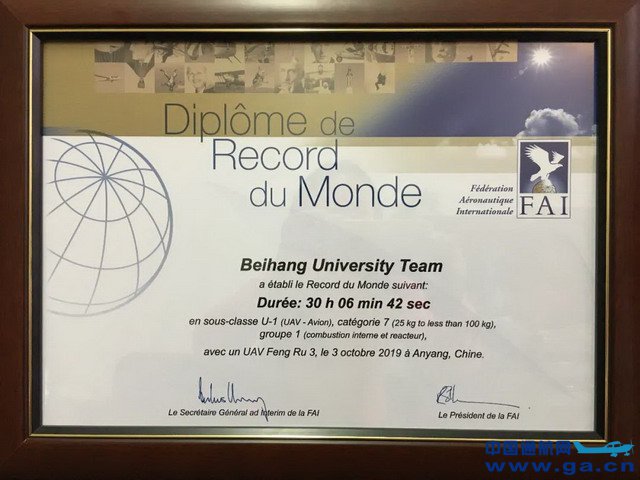 Diplôme de
Record
du Monde
Fédération
Aéronautique
Internationale
FAI
Beihang University Team
a établi le Record du Monde suivant:
Durée: 30 h 06 min 42 sec
en sous-classe U-1 (UAV - Avion), catégorie 7 (25 kg to less than 100 kg),
groupe 1 (combustion interne et reacteur),
avec un UAV Feng Ru 3, le 3 octobre 2019 à Anyang, Chine.
Le Secrétaire Général ad Interim de la FAI
Le Président de la FAI
中国通航网
www.ga.cn